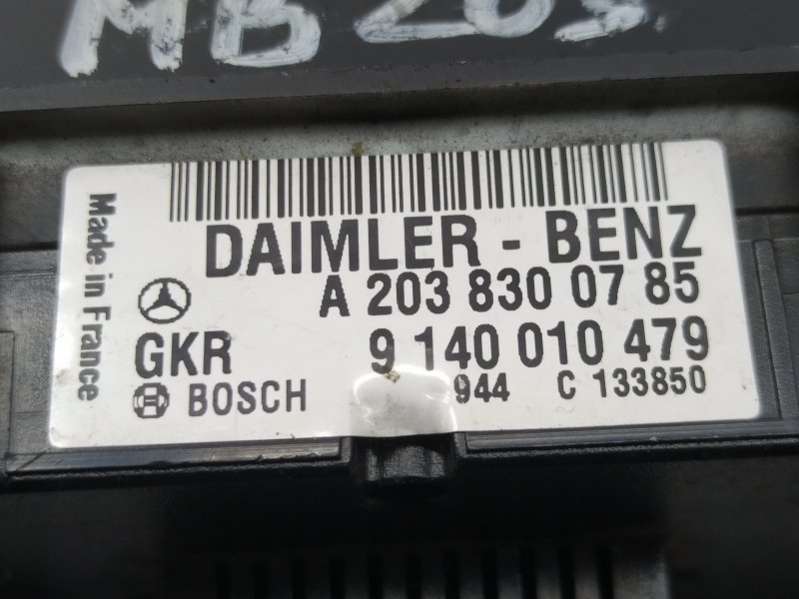 MB 203.
Made in France
DAIMLER - BENZ
A 203 830 07 85
GKR 9 140 010 479
BOSCH 944 C 133850